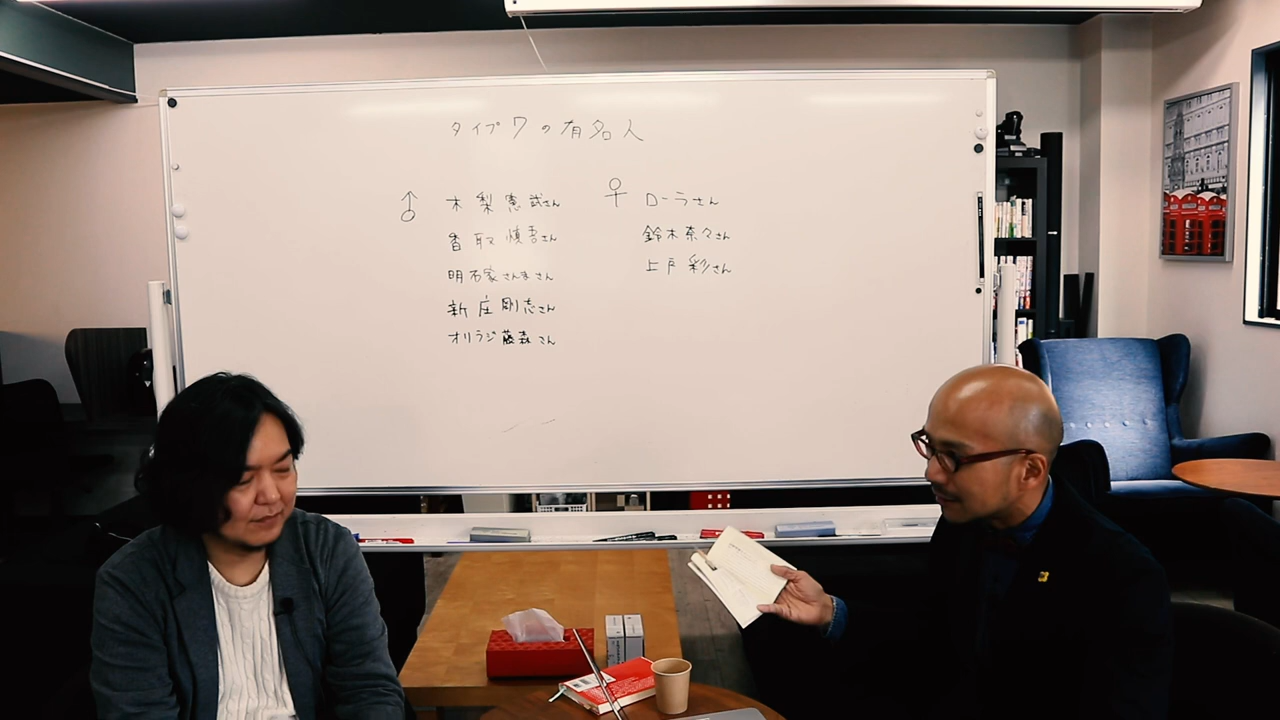 タイプ7の有名人
♂ 木梨憲武さん
香取慎吾さん
明石家さんまさん
新庄剛志さん
オリラジ藤森さん
♀ ローラさん
鈴木奈々さん
上戸彩さん